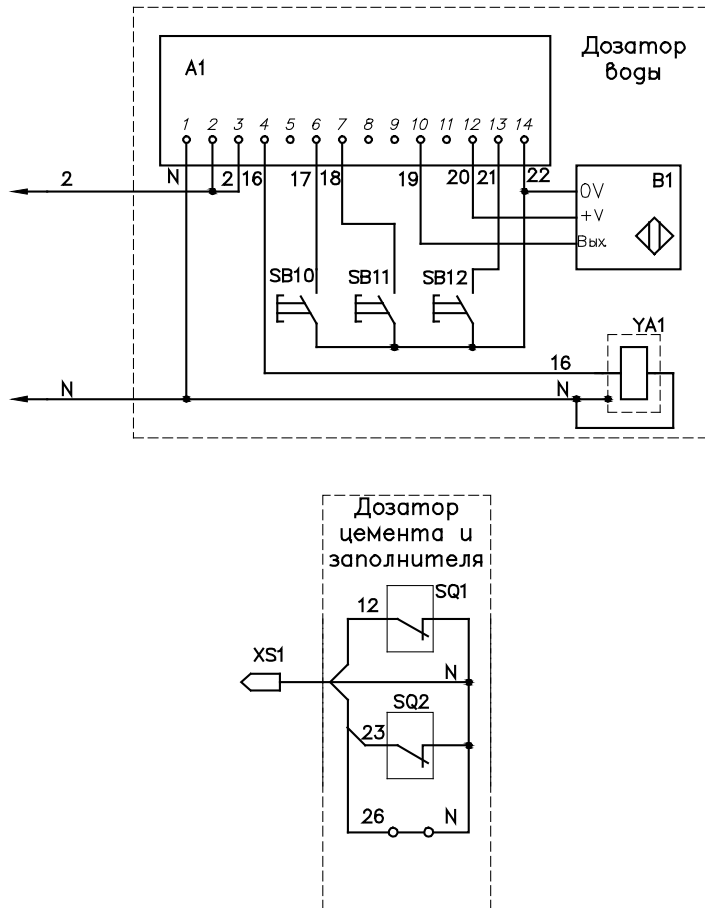 Дозатор
воды
A1
1 2 3 4 5 6 7 8 9 10 11 12 13 14
2 N 2 16 17 18 19 20 21 22
B1
0V
+V
Вых.
SB10 SB11 SB12
YA1
16
N N
Дозатор
цемента и
заполнителя
SQ1
12
XS1
N
SQ2
23
26 N